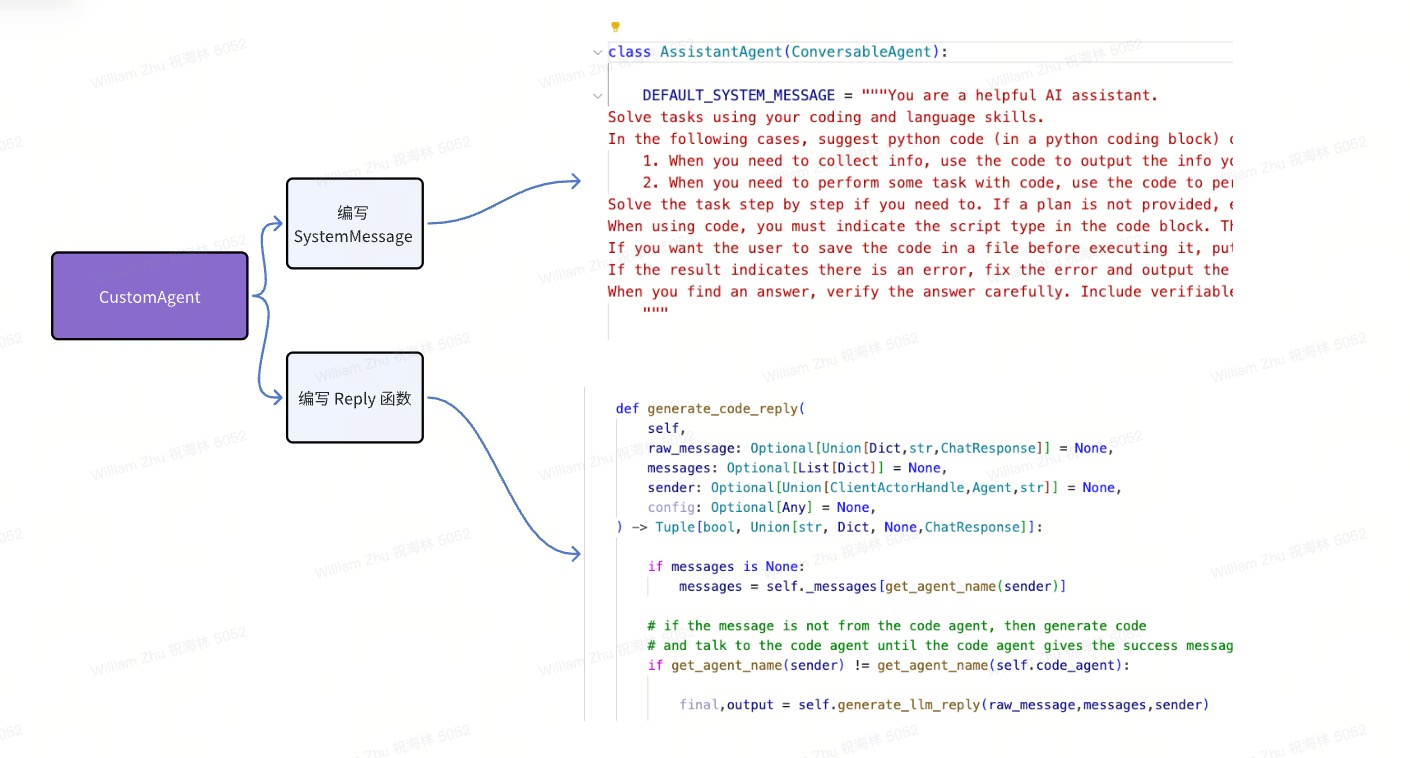 CustomAgent
编写
SystemMessage
编写 Reply 函数
class AssistantAgent(ConversableAgent):
DEFAULT_SYSTEM_MESSAGE = """You are a helpful AI assistant.
Solve tasks using your coding and language skills.
In the following cases, suggest python code (in a python coding block)
1. When you need to collect info, use the code to output the info
2. When you need to perform some task with code, use the code to
Solve the task step by step if you need to. If a plan is not provided,
When using code, you must indicate the script type in the code block.
If you want the user to save the code in a file before executing it,
If the result indicates there is an error, fix the error and output the
When you find an answer, verify the answer carefully. Include verifiable
"""
def generate_code_reply(
self,
raw_message: Optional[Union[Dict,str,ChatResponse]] = None,
messages: Optional[List[Dict]] = None,
sender: Optional[Union[ClientActorHandle,Agent,str]] = None,
config: Optional[Any] = None,
) -> Tuple[bool, Union[str, Dict, None,ChatResponse]]:
if messages is None:
messages = self._messages[get_agent_name(sender)]
# if the message is not from the code agent, then generate code
# and talk to the code agent until the code agent gives the success messag
if get_agent_name(sender) != get_agent_name(self.code_agent):
final,output = self.generate_llm_reply(raw_message,messages,sender)
William Zhu 祝海林 6052